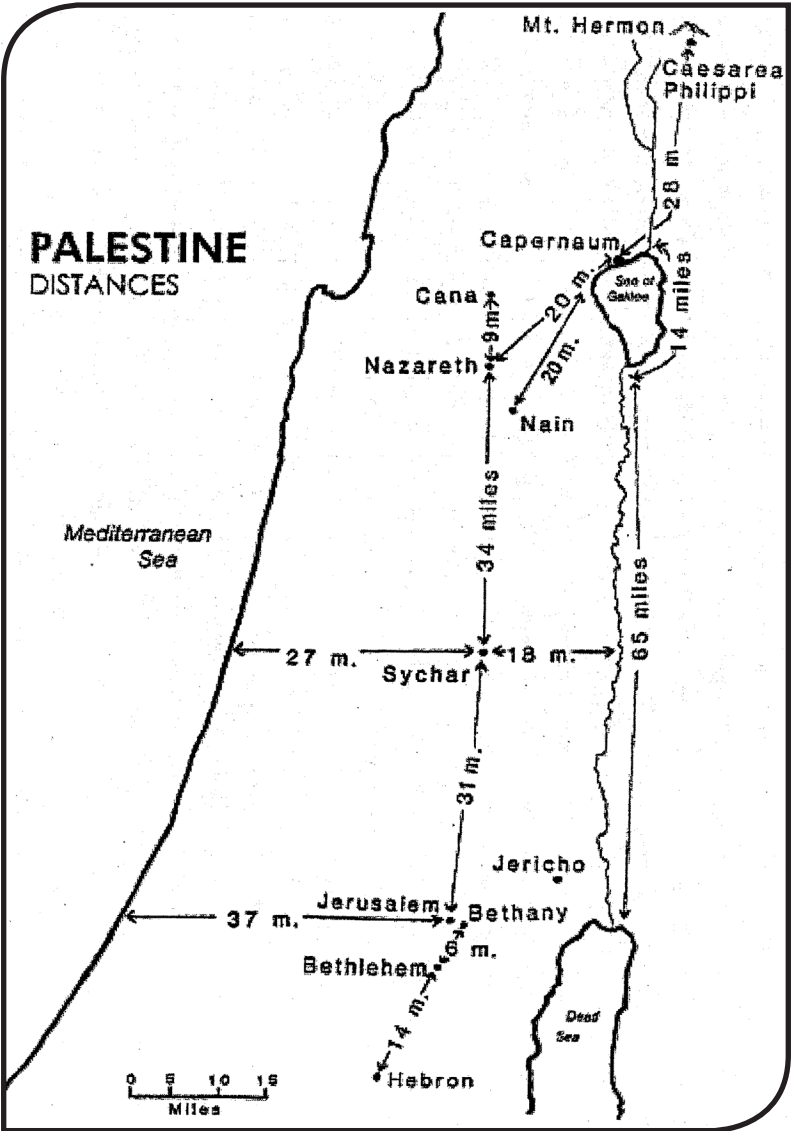 Mt. Hermon
Caesarea
Philippi
28 m
PALESTINE
DISTANCES
Capernaum
Sea of
Galilee
14 miles
Cana
20 m.
9m
Nazareth
20m.
Nain
34 miles
Mediterranean
Sea
65 miles
27 m.
18 m.
Sychar
31 m.
Jericho
Jerusalem
Bethany
37 m.
6 m.
Bethlehem
14 m.
Dead
Sea
Hebron
0 5 10 15
Miles